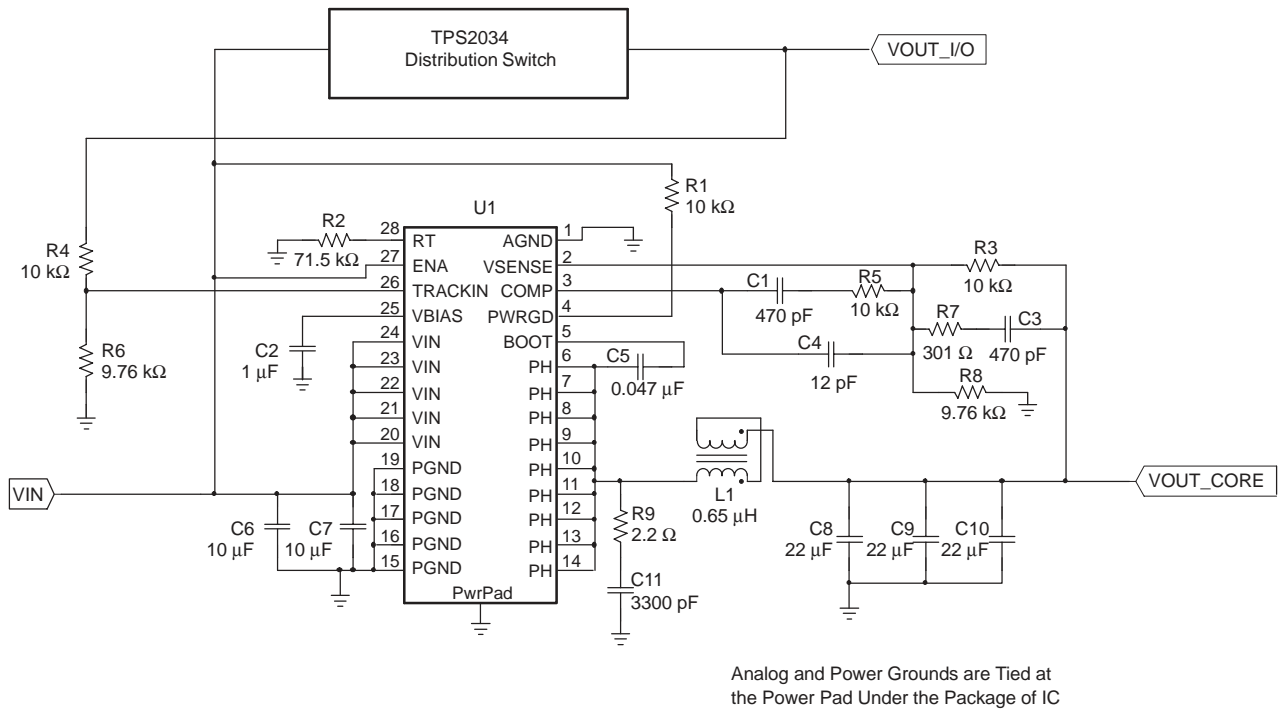 TPS2034
Distribution Switch
VOUT_I/O
R1
10 kΩ
U1
R2
71.5 kΩ
R4
10 kΩ
R6
9.76 kΩ
C2
1 µF
28
RT
27
ENA
26
TRACKIN
25
VBIAS
24
VIN
23
VIN
22
VIN
21
VIN
20
VIN
19
PGND
18
PGND
17
PGND
16
PGND
15
PGND
AGND
1
VSENSE
2
COMP
3
PWRGD
4
BOOT
5
PH
6
PH
7
PH
8
PH
9
PH
10
PH
11
PH
12
PH
13
PH
14
PwrPad
C1
470 pF
R5
10 kΩ
R3
10 kΩ
R7
301 Ω
C3
470 pF
C4
12 pF
R8
9.76 kΩ
C5
0.047 µF
L1
0.65 µH
VIN
VOUT_CORE
C6
10 µF
C7
10 µF
R9
2.2 Ω
C11
3300 pF
C8
22 µF
C9
22 µF
C10
22 µF
Analog and Power Grounds are Tied at
the Power Pad Under the Package of IC